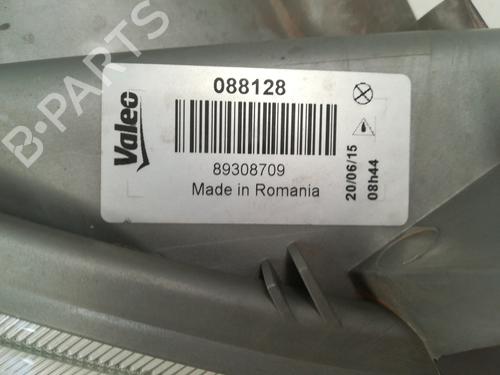 B-PARTS
Valeo
088128
89308709
Made in Romania
20/06/15
08h44